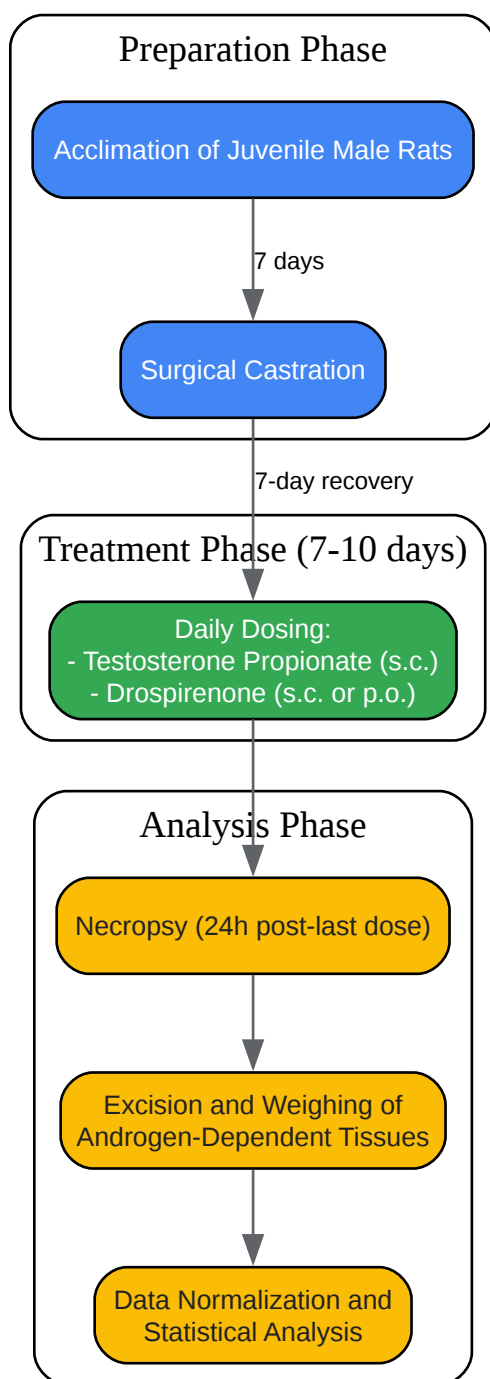 Preparation Phase
Acclimation of Juvenile Male Rats
7 days
Surgical Castration
7-day recovery
Treatment Phase (7-10 days)
Daily Dosing:
- Testosterone Propionate (s.c.)
- Drospirenone (s.c. or p.o.)
Analysis Phase
Necropsy (24h post-last dose)
Excision and Weighing of
Androgen-Dependent Tissues
Data Normalization and
Statistical Analysis